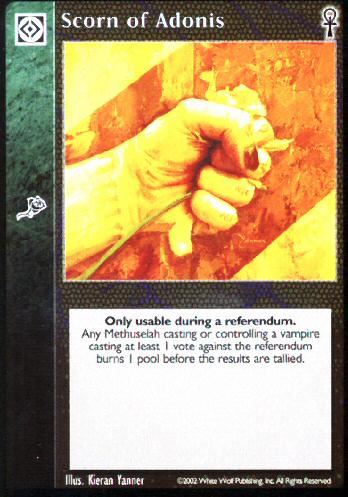 Scorn of Adonis
Only usable during a referendum.
Any Methuselah casting or controlling a vampire
casting at least 1 vote against the referendum
burns 1 pool before the results are tallied.
Illus. Kieran Yanner
©2002 White Wolf Publishing, Inc. All Rights Reserved